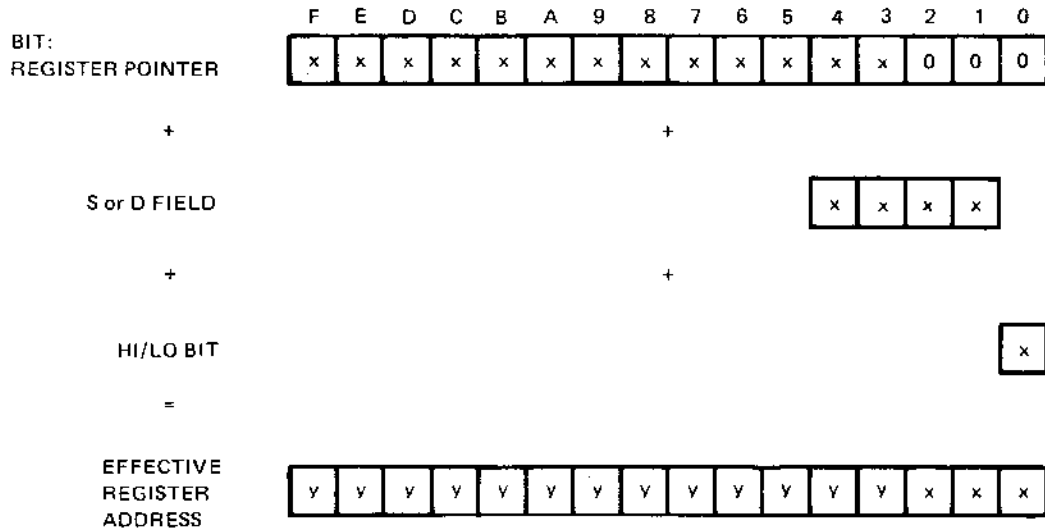 F E D C B A 9 8 7 6 5 4 3 2 1 0
BIT:
REGISTER POINTER x x x x x x x x x x x x x 0 0 0
+ +
S or D FIELD x x x x
+ +
HI/LO BIT x
=
EFFECTIVE
REGISTER y y y y y y y y y y y y y x x x
ADDRESS